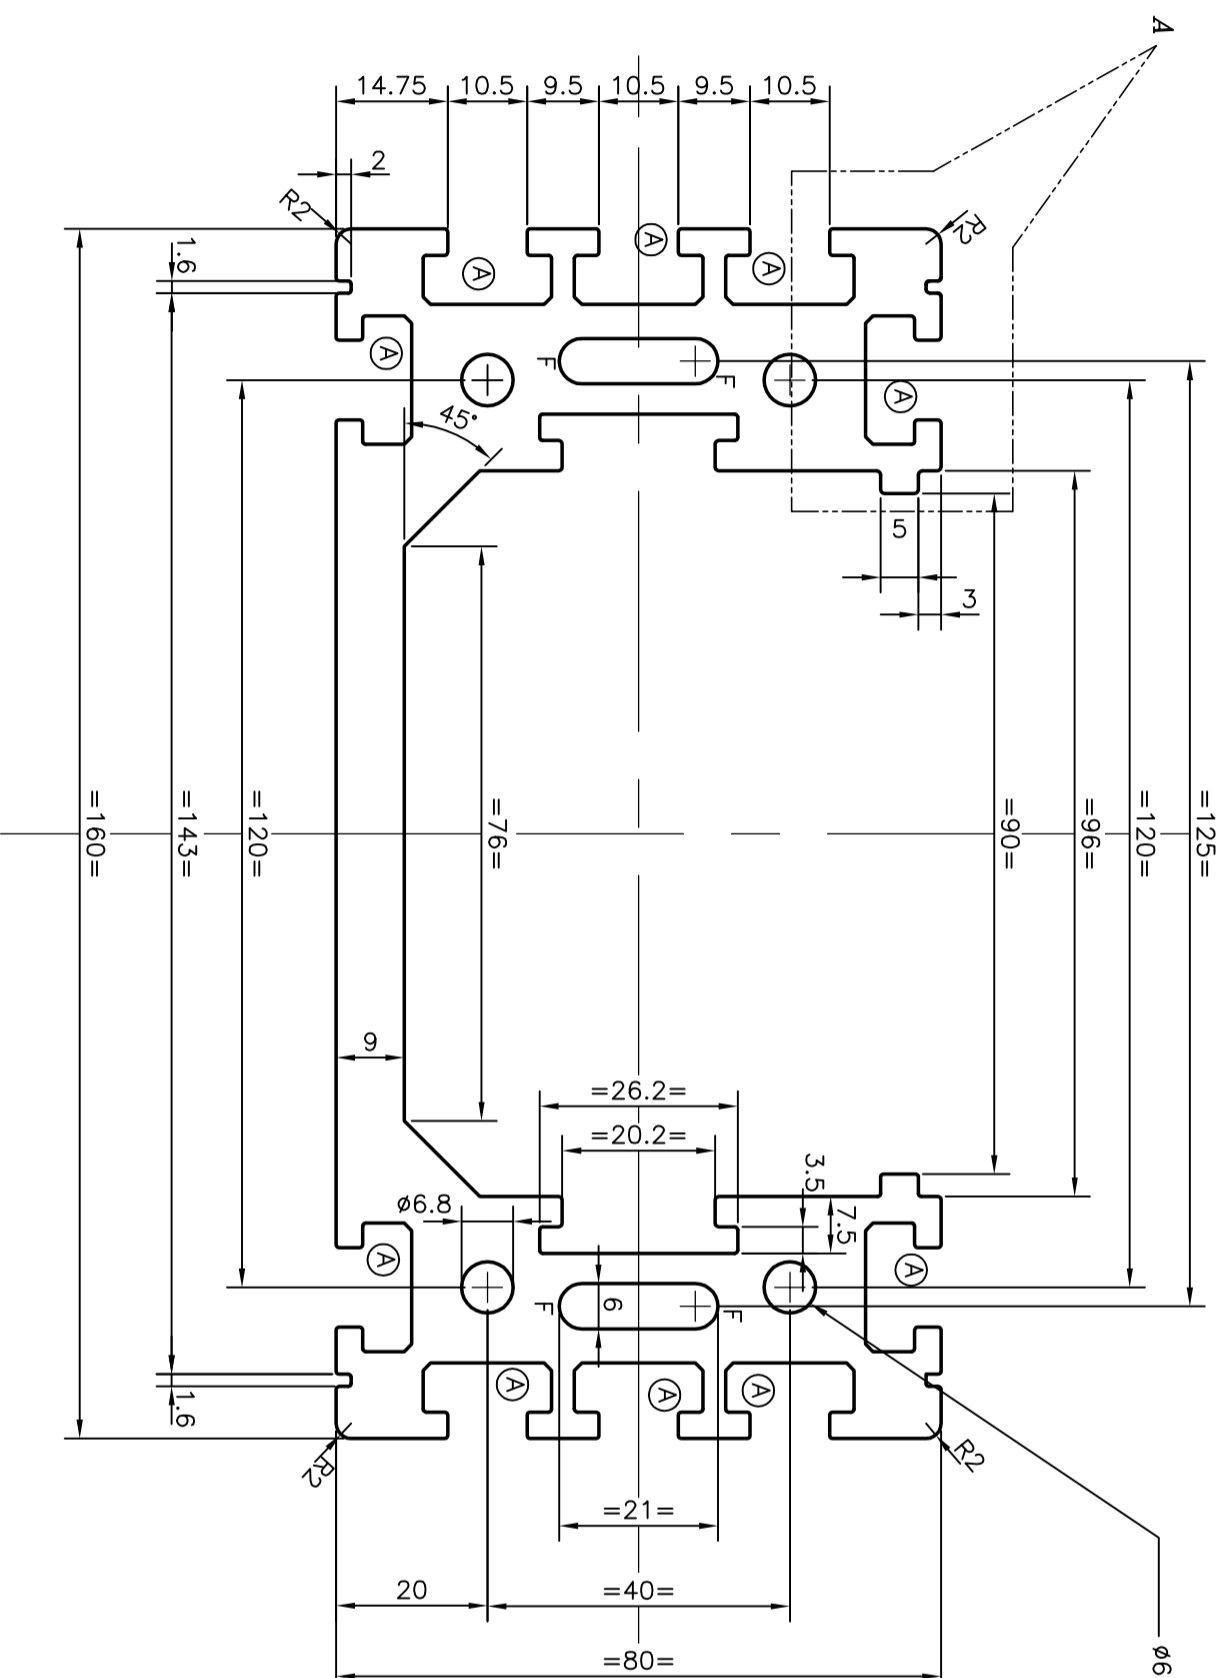 A
14.75
10.5
9.5
10.5
9.5
10.5
2
R2
R2
1.6
A
A
A
A
A
F
F
45°
5
3
=160=
=143=
=120=
=76=
=90=
=96=
=120=
=125=
9
=26.2=
=20.2=
3.5
7.5
ø6.8
A
A
F
6
F
A
A
A
1.6
R2
R2
=21=
20
=40=
=80=
ø6